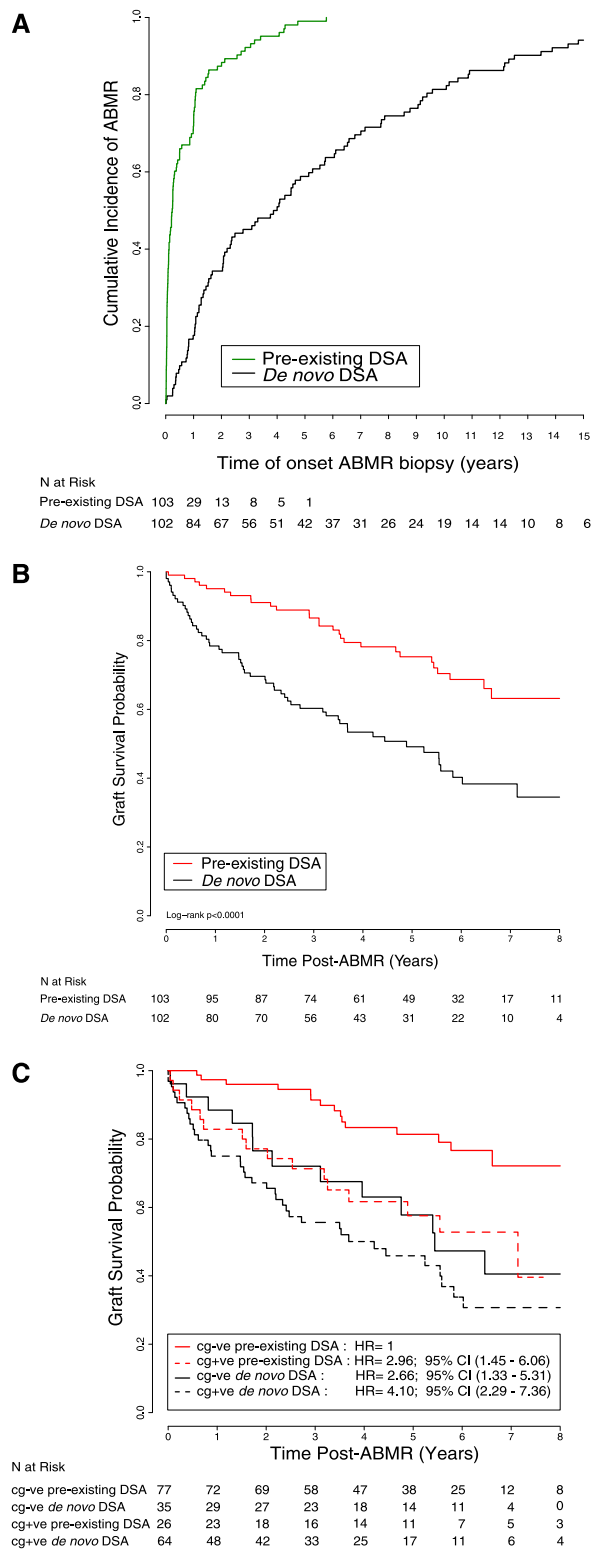 A
Cumulative Incidence of ABMR
1.0
0.8
0.6
0.4
0.2
0.0
Pre-existing DSA
De novo DSA
0 1 2 3 4 5 6 7 8 9 10 11 12 13 14 15
Time of onset ABMR biopsy (years)
N at Risk
Pre-existing DSA 103 29 13 8 5 1
De novo DSA 102 84 67 56 51 42 37 31 26 24 19 14 14 10 8 6
B
Graft Survival Probability
1.0
0.8
0.6
0.4
0.2
0.0
Pre-existing DSA
De novo DSA
Log-rank p<0.0001
0 1 2 3 4 5 6 7 8
Time Post-ABMR (Years)
N at Risk
Pre-existing DSA 103 95 87 74 61 49 32 17 11
De novo DSA 102 80 70 56 43 31 22 10 4
C
Graft Survival Probability
1.0
0.8
0.6
0.4
0.2
0.0
cg-ve pre-existing DSA : HR= 1
cg+ve pre-existing DSA : HR= 2.96; 95% CI (1.45 - 6.06)
cg-ve de novo DSA : HR= 2.66; 95% CI (1.33 - 5.31)
cg+ve de novo DSA : HR= 4.10; 95% CI (2.29 - 7.36)
0 1 2 3 4 5 6 7 8
Time Post-ABMR (Years)
N at Risk
cg-ve pre-existing DSA 77 72 69 58 47 38 25 12 8
cg-ve de novo DSA 35 29 27 23 18 14 11 4 0
cg+ve pre-existing DSA 26 23 18 16 14 11 7 5 3
cg+ve de novo DSA 64 48 42 33 25 17 11 6 4